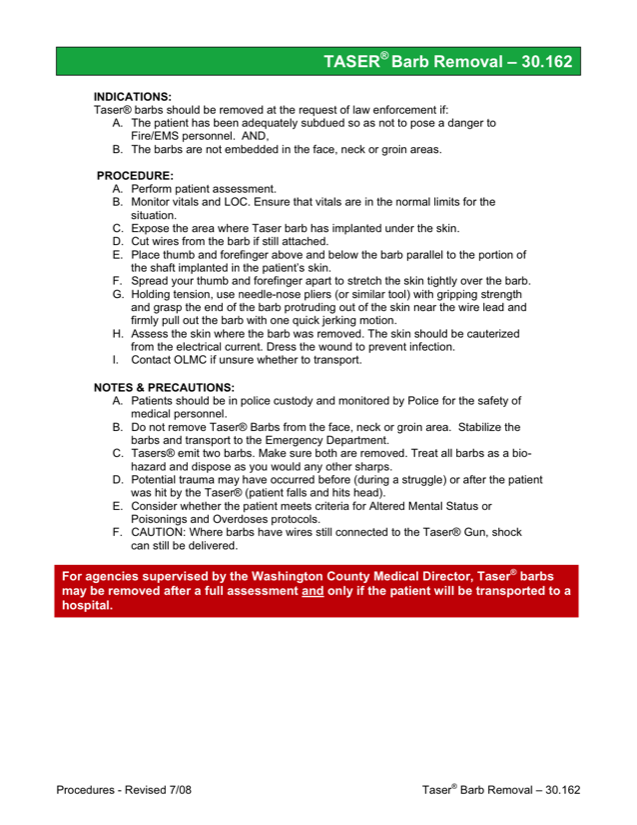 TASER® Barb Removal – 30.162
INDICATIONS:
Taser® barbs should be removed at the request of law enforcement if:
A. The patient has been adequately subdued so as not to pose a danger to
Fire/EMS personnel. AND,
B. The barbs are not embedded in the face, neck or groin areas.
PROCEDURE:
A. Perform patient assessment.
B. Monitor vitals and LOC. Ensure that vitals are in the normal limits for the
situation.
C. Expose the area where Taser barb has implanted under the skin.
D. Cut wires from the barb if still attached.
E. Place thumb and forefinger above and below the barb parallel to the portion of
the shaft implanted in the patient's skin.
F. Spread your thumb and forefinger apart to stretch the skin tightly over the barb.
G. Holding tension, use needle-nose pliers (or similar tool) with gripping strength
and grasp the end of the barb protruding out of the skin near the wire lead and
firmly pull out the barb with one quick jerking motion.
H. Assess the skin where the barb was removed. The skin should be cauterized
from the electrical current. Dress the wound to prevent infection.
I. Contact OLMC if unsure whether to transport.
NOTES & PRECAUTIONS:
A. Patients should be in police custody and monitored by Police for the safety of
medical personnel.
B. Do not remove Taser® Barbs from the face, neck or groin area. Stabilize the
barbs and transport to the Emergency Department.
C. Tasers® emit two barbs. Make sure both are removed. Treat all barbs as a bio-
hazard and dispose as you would any other sharps.
D. Potential trauma may have occurred before (during a struggle) or after the patient
was hit by the Taser® (patient falls and hits head).
E. Consider whether the patient meets criteria for Altered Mental Status or
Poisonings and Overdoses protocols.
F. CAUTION: Where barbs have wires still connected to the Taser® Gun, shock
can still be delivered.
For agencies supervised by the Washington County Medical Director, Taser® barbs
may be removed after a full assessment and only if the patient will be transported to a
hospital.
Procedures - Revised 7/08
Taser® Barb Removal – 30.162